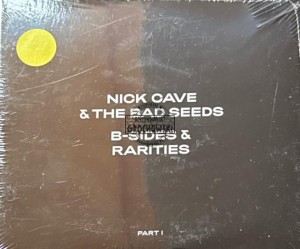 NICK CAVE
& THE BAD SEEDS
B-SIDES &
RARITIES
PART I